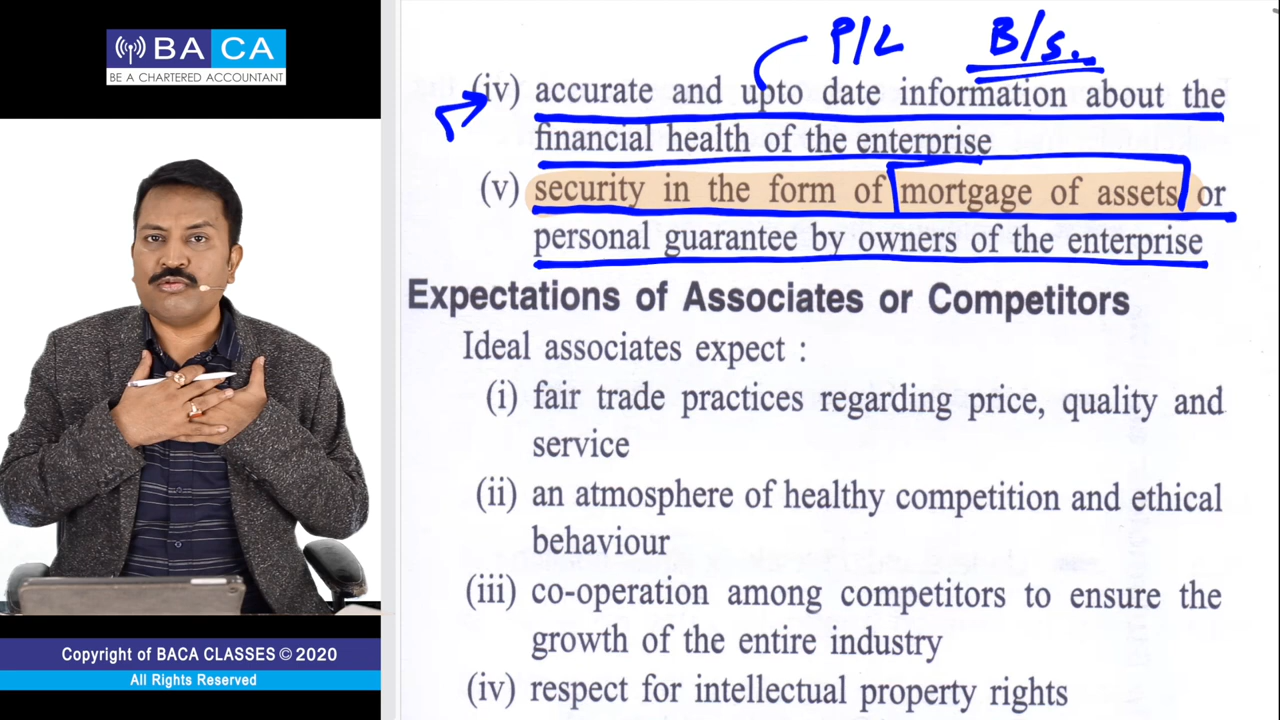 BACA
BE A CHARTERED ACCOUNTANT
P/L B/s.
(iv) accurate and upto date information about the
financial health of the enterprise
(v) security in the form of mortgage of assets or
personal guarantee by owners of the enterprise
Expectations of Associates or Competitors
Ideal associates expect :
(i) fair trade practices regarding price, quality and
service
(ii) an atmosphere of healthy competition and ethical
behaviour
(iii) co-operation among competitors to ensure the
growth of the entire industry
(iv) respect for intellectual property rights
Copyright of BACA CLASSES © 2020
All Rights Reserved